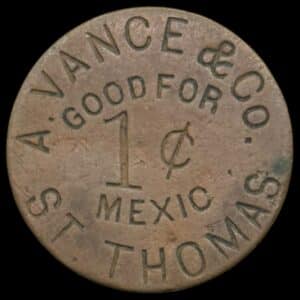 A. VANCE & CO.
GOOD FOR
1 ¢
MEXIC
ST THOMAS